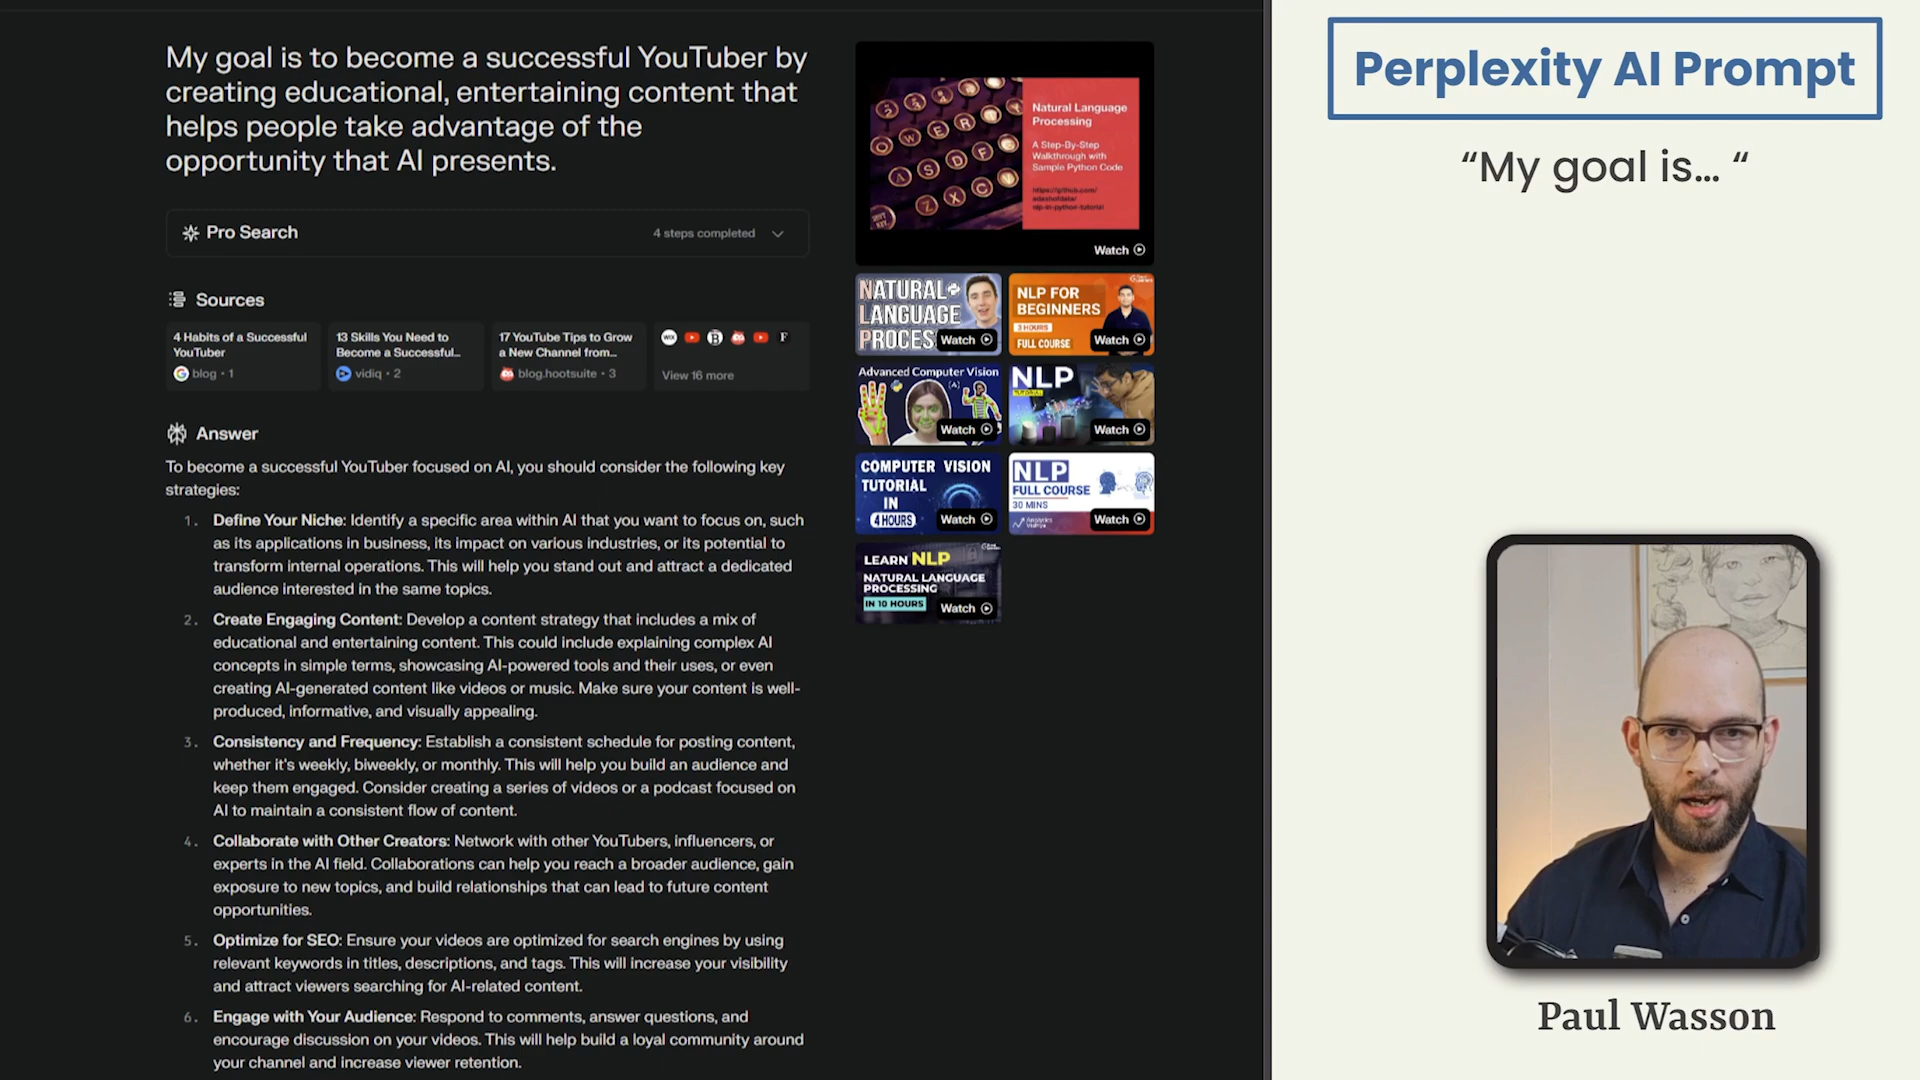 My goal is to become a successful YouTuber by
creating educational, entertaining content that
helps people take advantage of the
opportunity that AI presents.
Pro Search
4 steps completed
Sources
4 Habits of a Successful
YouTuber
blog • 1
13 Skills You Need to
Become a Successful...
vidiq • 2
17 YouTube Tips to Grow
a New Channel from...
blog.hootsuite • 3
WIX
B
F
View 16 more
Answer
To become a successful YouTuber focused on AI, you should consider the following key
strategies:
1. Define Your Niche: Identify a specific area within AI that you want to focus on, such
as its applications in business, its impact on various industries, or its potential to
transform internal operations. This will help you stand out and attract a dedicated
audience interested in the same topics.
2. Create Engaging Content: Develop a content strategy that includes a mix of
educational and entertaining content. This could include explaining complex AI
concepts in simple terms, showcasing AI-powered tools and their uses, or even
creating AI-generated content like videos or music. Make sure your content is well-
produced, informative, and visually appealing.
3. Consistency and Frequency: Establish a consistent schedule for posting content,
whether it's weekly, biweekly, or monthly. This will help you build an audience and
keep them engaged. Consider creating a series of videos or a podcast focused on
AI to maintain a consistent flow of content.
4. Collaborate with Other Creators: Network with other YouTubers, influencers, or
experts in the AI field. Collaborations can help you reach a broader audience, gain
exposure to new topics, and build relationships that can lead to future content
opportunities.
5. Optimize for SEO: Ensure your videos are optimized for search engines by using
relevant keywords in titles, descriptions, and tags. This will increase your visibility
and attract viewers searching for AI-related content.
6. Engage with Your Audience: Respond to comments, answer questions, and
encourage discussion on your videos. This will help build a loyal community around
your channel and increase viewer retention.
Natural Language
Processing
A Step-By-Step
Walkthrough with
Sample Python Code
https://github.com/
adashofdata/
nlp-in-python-tutorial
Watch
NATURAL
LANGUAGE
PROCES
Watch
NLP FOR
BEGINNERS
3 HOURS
FULL COURSE
Watch
Advanced Computer Vision
Watch
NLP
TUTORIAL
Watch
COMPUTER VISION
TUTORIAL
IN
4 HOURS
Watch
NLP
FULL COURSE
30 MINS
Analytics
Vidhya
Watch
LEARN NLP
NATURAL LANGUAGE
PROCESSING
IN 10 HOURS
Watch
Perplexity AI Prompt
“My goal is... “
Paul Wasson